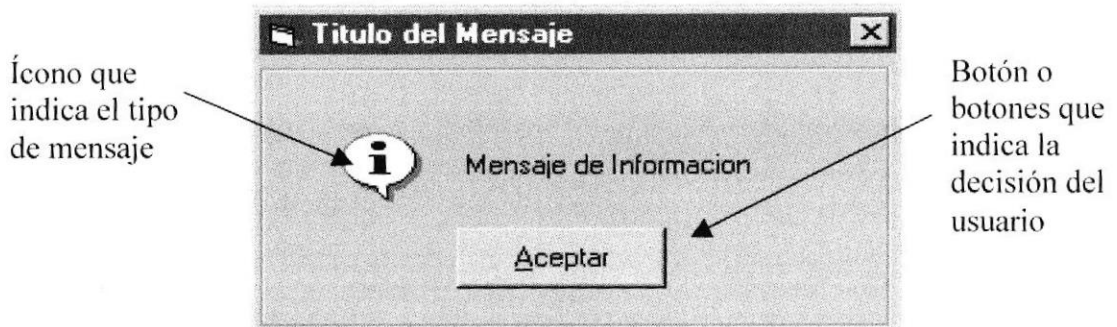 Titulo del Mensaje
Ícono que
indica el tipo
de mensaje
Mensaje de Informacion
Aceptar
Botón o
botones que
indica la
decisión del
usuario